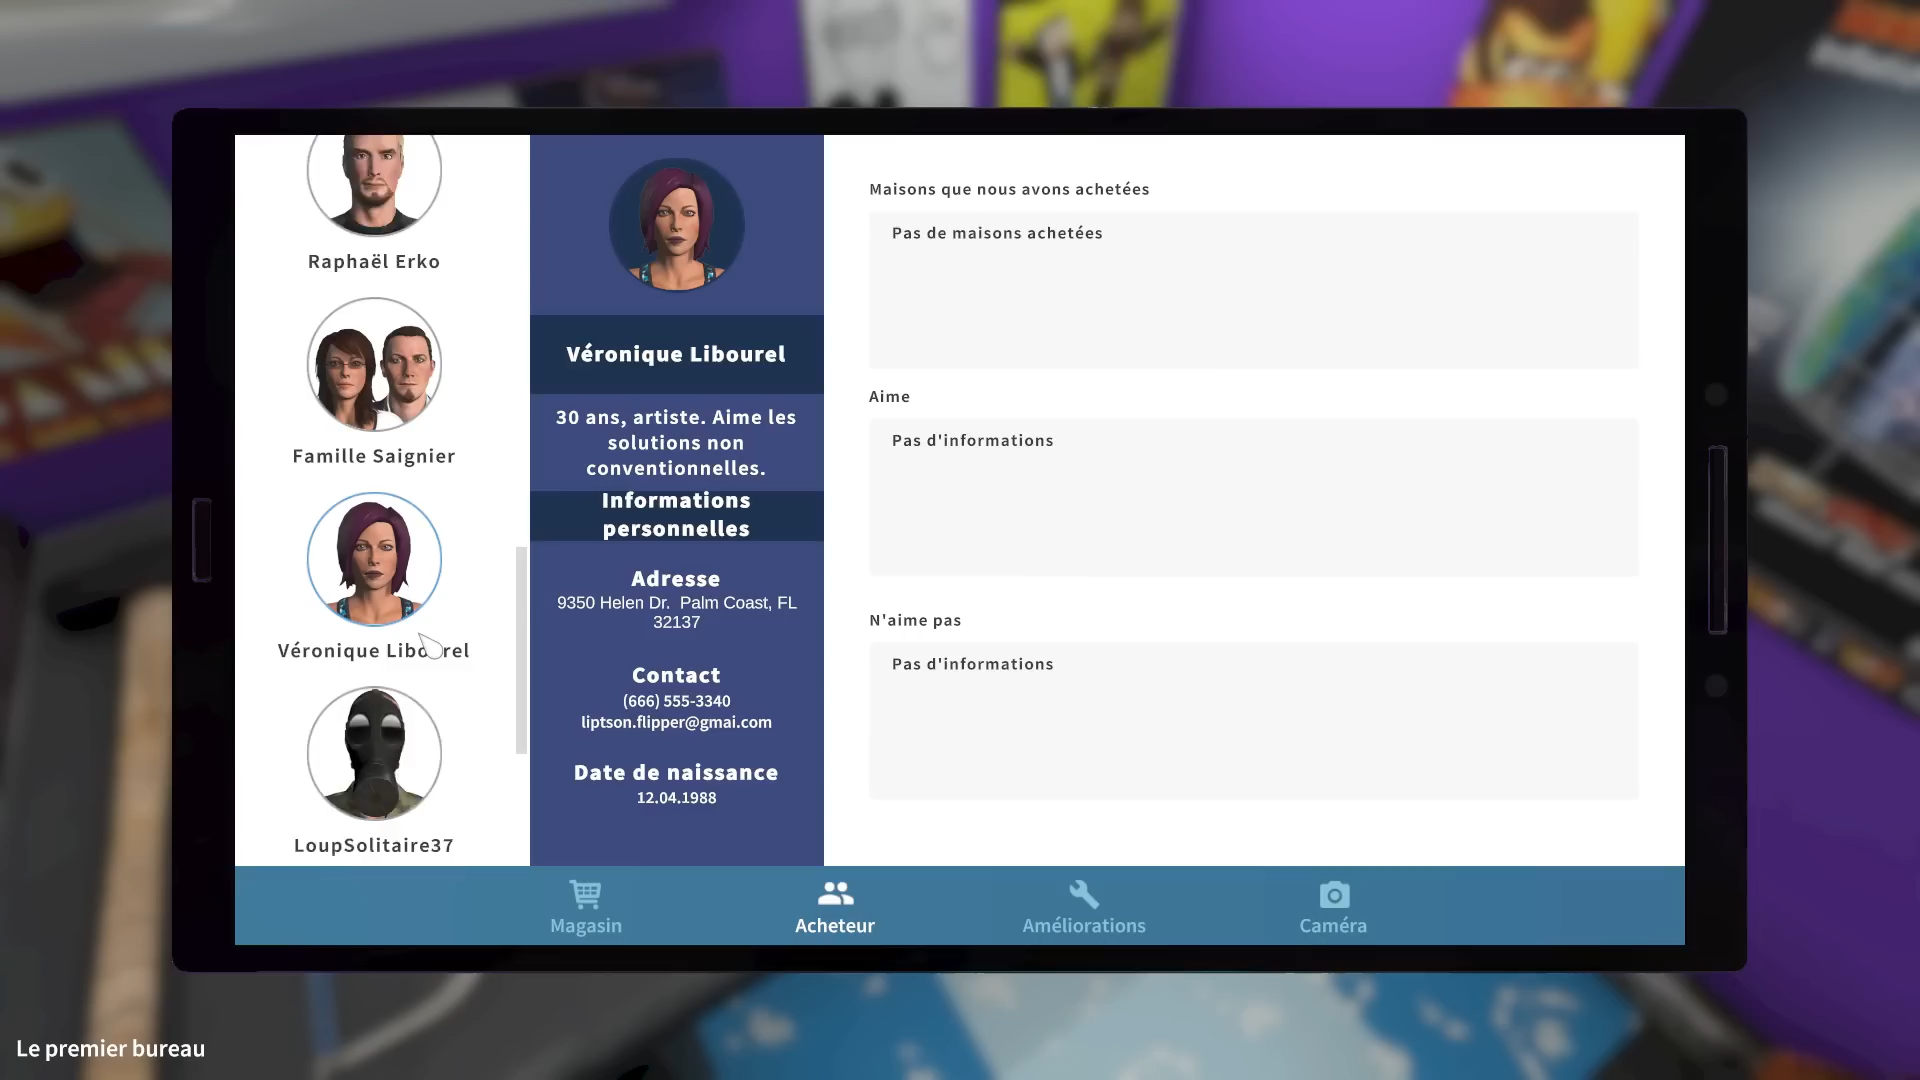 Raphaël Erko
Famille Saignier
Véronique Libourel
LoupSolitaire37
Véronique Libourel
30 ans, artiste. Aime les
solutions non
conventionnelles.
Informations
personnelles
Adresse
9350 Helen Dr. Palm Coast, FL
32137
Contact
(666) 555-3340
liptson.flipper@gmai.com
Date de naissance
12.04.1988
Maisons que nous avons achetées
Pas de maisons achetées
Aime
Pas d'informations
N'aime pas
Pas d'informations
Magasin
Acheteur
Améliorations
Caméra
Le premier bureau